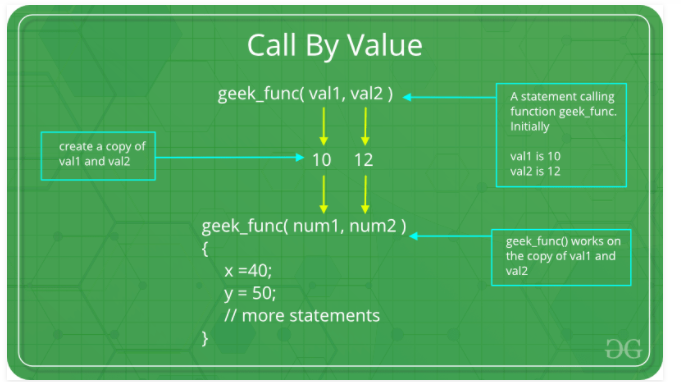 Call By Value
geek_func( val1, val2 )
A statement calling
function geek_func.
Initially
val1 is 10
val2 is 12
create a copy of
val1 and val2
10 12
geek_func( num1, num2 )
{
x =40;
y = 50;
// more statements
}
geek_func() works on
the copy of val1 and
val2